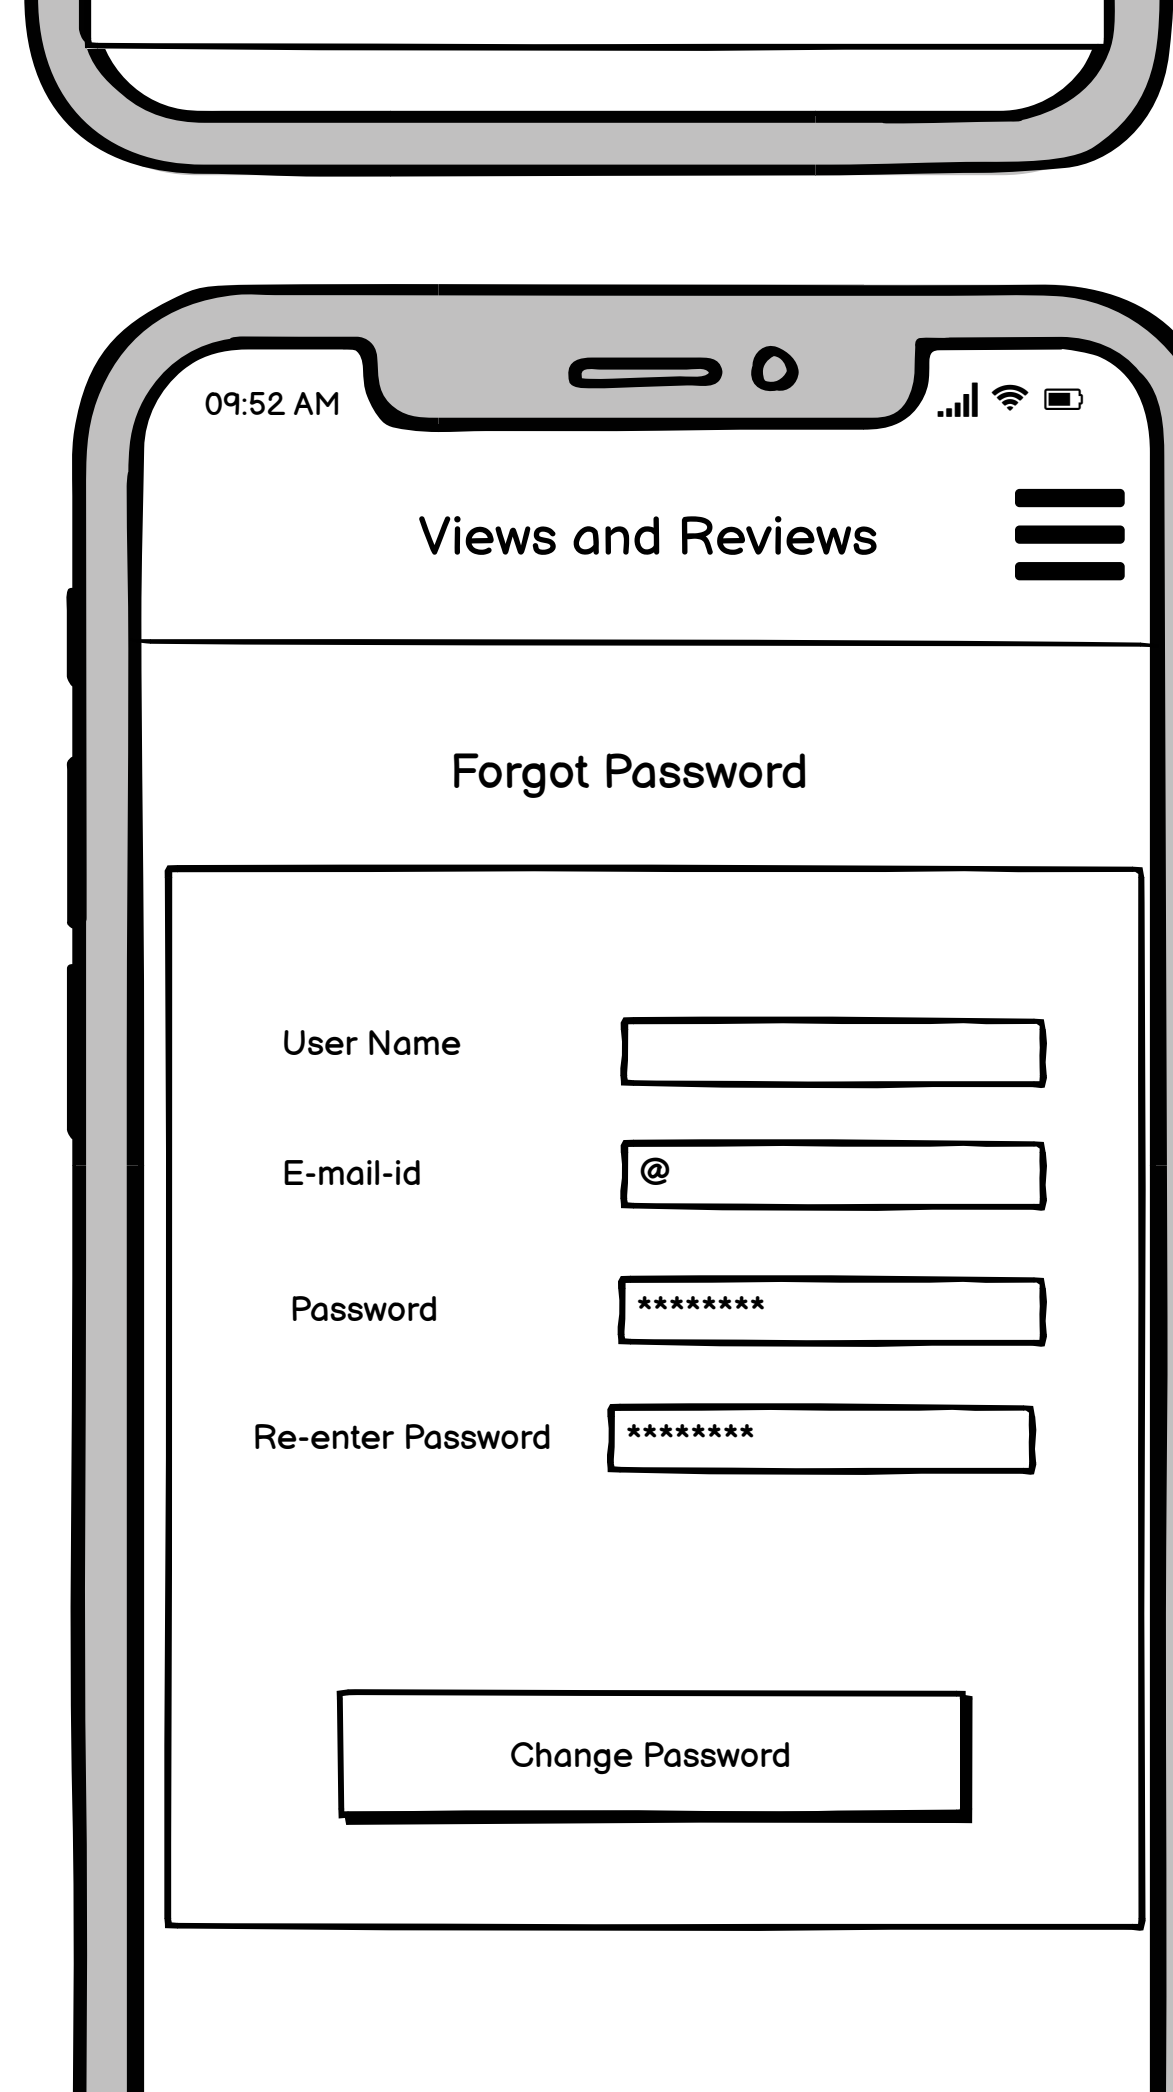 09:52 AM
Views and Reviews
Forgot Password
User Name
E-mail-id
@
Password
********
Re-enter Password
********
Change Password